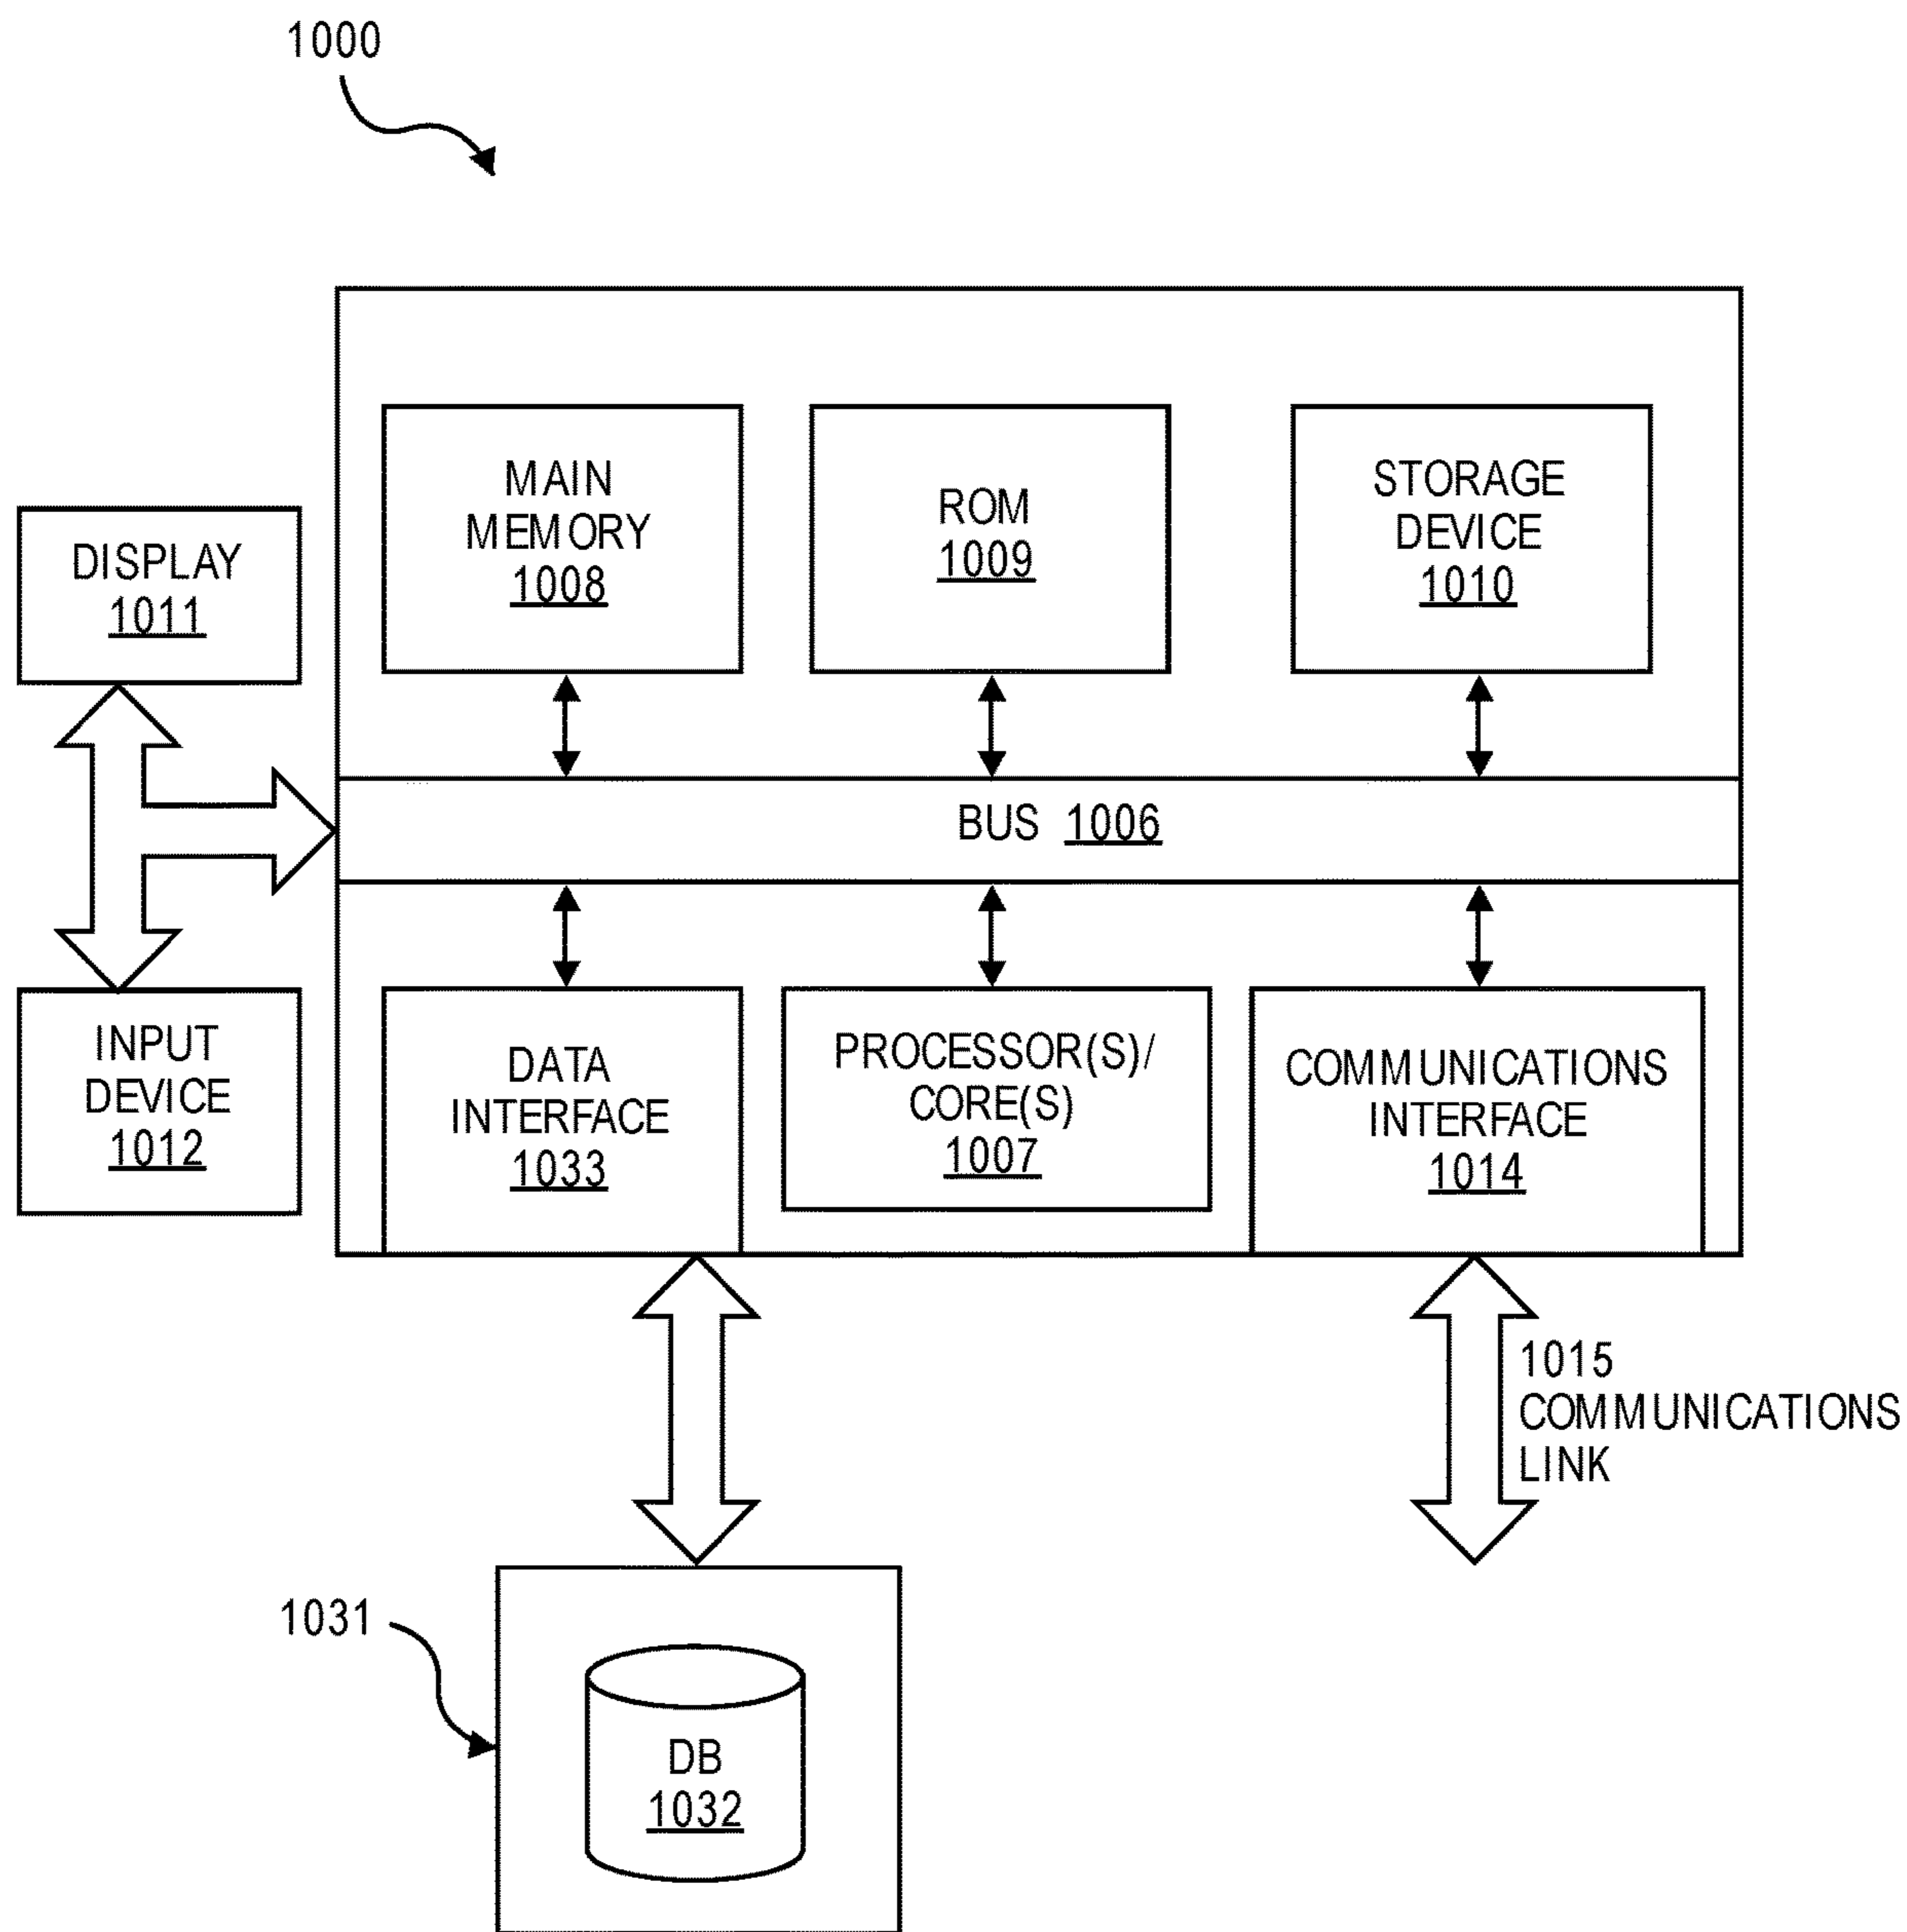 1000
MAIN
MEMORY
1008
ROM
1009
STORAGE
DEVICE
1010
DISPLAY
1011
BUS 1006
INPUT
DEVICE
1012
DATA
INTERFACE
1033
PROCESSOR(S)/
CORE(S)
1007
COMMUNICATIONS
INTERFACE
1014
1015
COMMUNICATIONS
LINK
1031
DB
1032